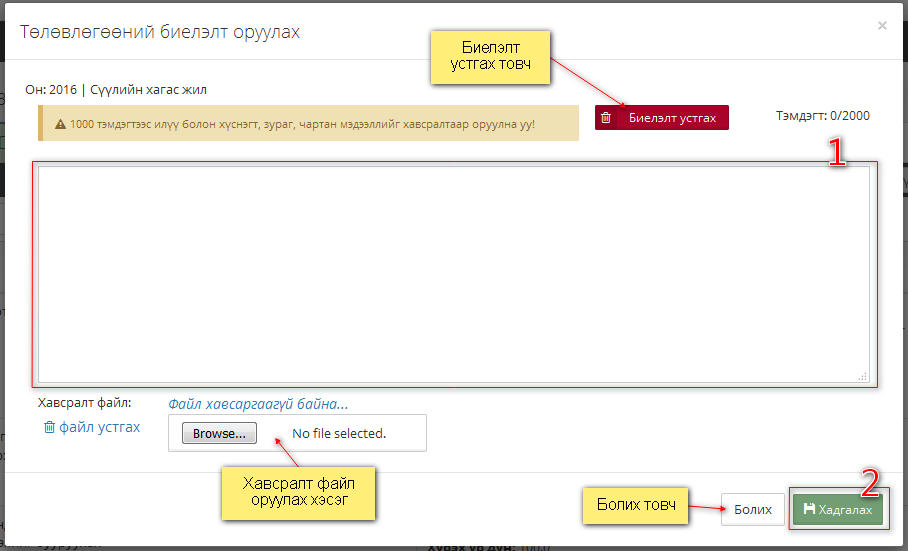 Төлөвлөгөөний биелэлт оруулах
×
Биелэлт
устгах товч
Он: 2016 | Сүүлийн хагас жил
1000 тэмдэгтээс илүү болон хүснэгт, зураг, чартан мэдээллийг хавсралтаар оруулна уу!
Биелэлт устгах
Тэмдэгт: 0/2000
1
Хавсралт файл:
Файл хавсаргаагүй байна...
файл устгах
Browse...
No file selected.
Хавсралт файл
оруулах хэсэг
Болих товч
Болих
2
Хадгалах